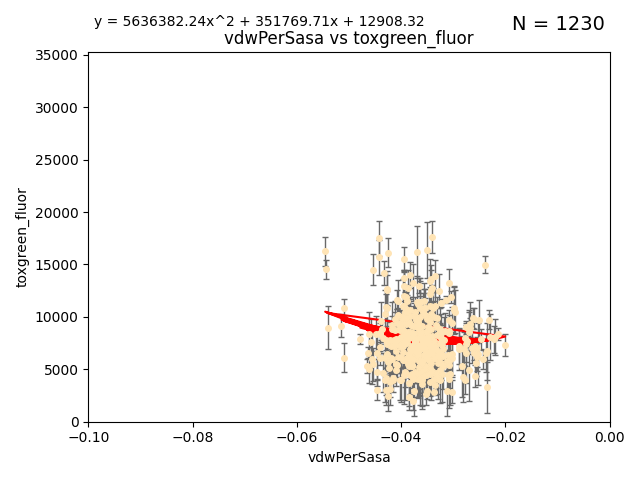 y = 5636382.24x^2 + 351769.71x + 12908.32
N = 1230
vdwPerSasa vs toxgreen_fluor
35000
30000
25000
20000
15000
10000
5000
0
toxgreen_fluor
−0.10
−0.08
−0.06
−0.04
−0.02
0.00
vdwPerSasa